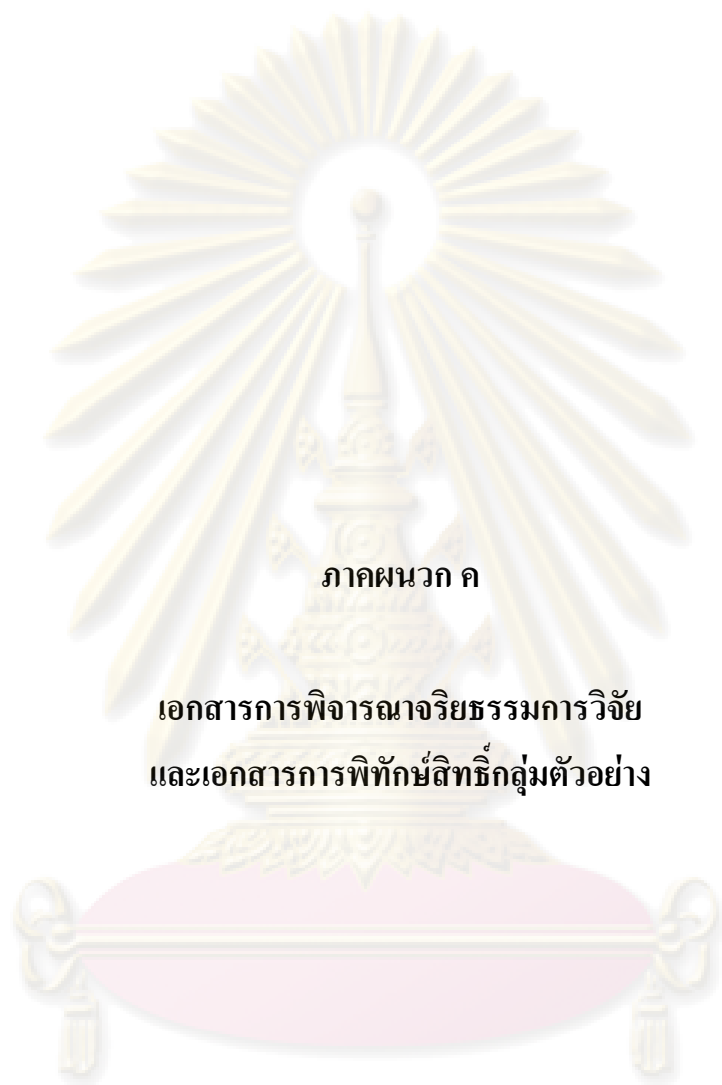 ภาคผนวก ค
เอกสารการพิจารณาจริยธรรมการวิจัย
และเอกสารการพิทักษ์สิทธิ์กลุ่มตัวอย่าง